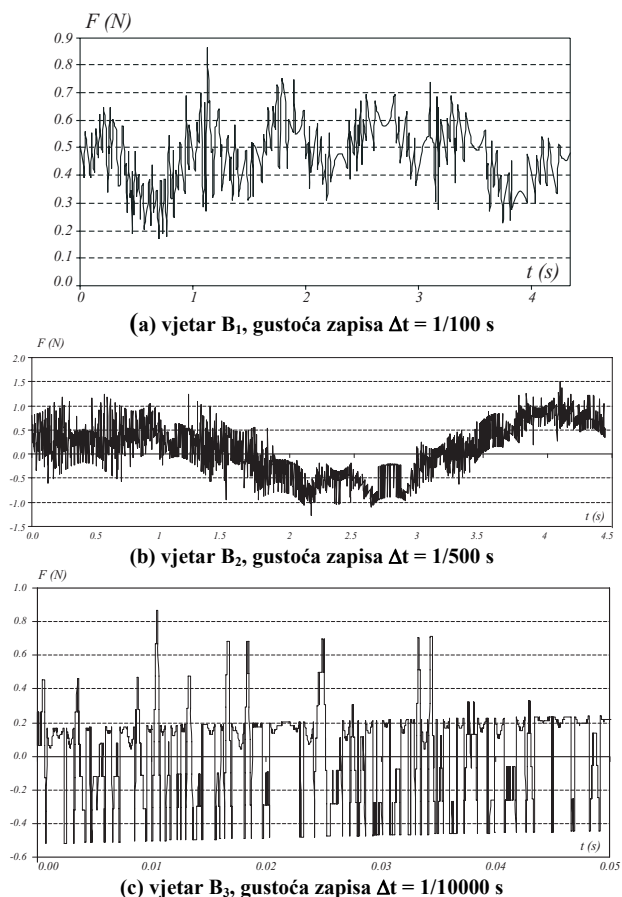 F (N)
0.9
0.8
0.7
0.6
0.5
0.4
0.3
0.2
0.1
0.0
0 1 2 3 4
t (s)
(a) vjetar B₁, gustoća zapisa Δt = 1/100 s
F (N)
2.0
1.5
1.0
0.5
0.0
-0.5
-1.0
-1.5
t (s)
0.0 0.5 1 1.5 2 2.5 3 3.5 4 4.5
(b) vjetar B₂, gustoća zapisa Δt = 1/500 s
F (N)
1.0
0.8
0.6
0.4
0.2
0.0
-0.2
-0.4
-0.6
t (s)
0.00 0.01 0.02 0.03 0.04 0.05
(c) vjetar B₃, gustoća zapisa Δt = 1/10000 s